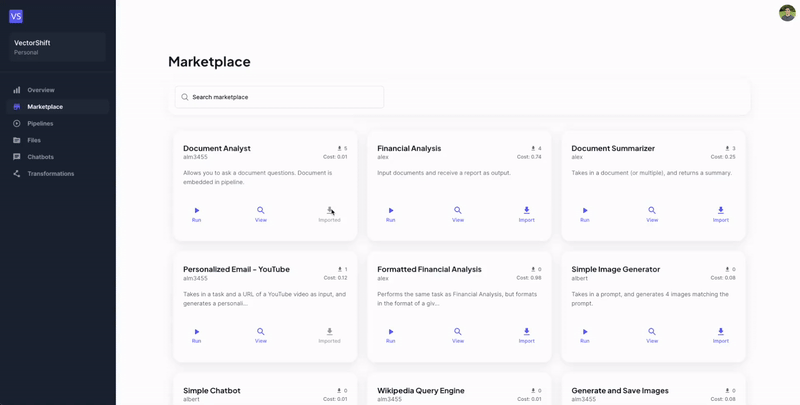 VS
VectorShift
Personal
Overview
Marketplace
Pipelines
Files
Chatbots
Transformations
Marketplace
Search marketplace
Document Analyst
5
alm3455
Cost: 0.01
Allows you to ask a document questions. Document is
embedded in pipeline.
Run
View
Imported
Financial Analysis
4
alex
Cost: 0.74
Input documents and receive a report as output.
Run
View
Import
Document Summarizer
3
alex
Cost: 0.25
Takes in a document (or multiple), and returns a summary.
Run
View
Import
Personalized Email - YouTube
1
alm3455
Cost: 0.12
Takes in a task and a URL of a YouTube video as input, and
generates a personali...
Run
View
Imported
Formatted Financial Analysis
0
alex
Cost: 0.96
Performs the same task as Financial Analysis, but formats
in the format of a giv...
Run
View
Import
Simple Image Generator
0
albert
Cost: 0.08
Takes in a prompt, and generates 4 images matching the
prompt.
Run
View
Import
Simple Chatbot
0
albert
Cost: 0.01
Wikipedia Query Engine
0
alm3455
Cost: 0.01
Generate and Save Images
0
alm3455
Cost: 0.08